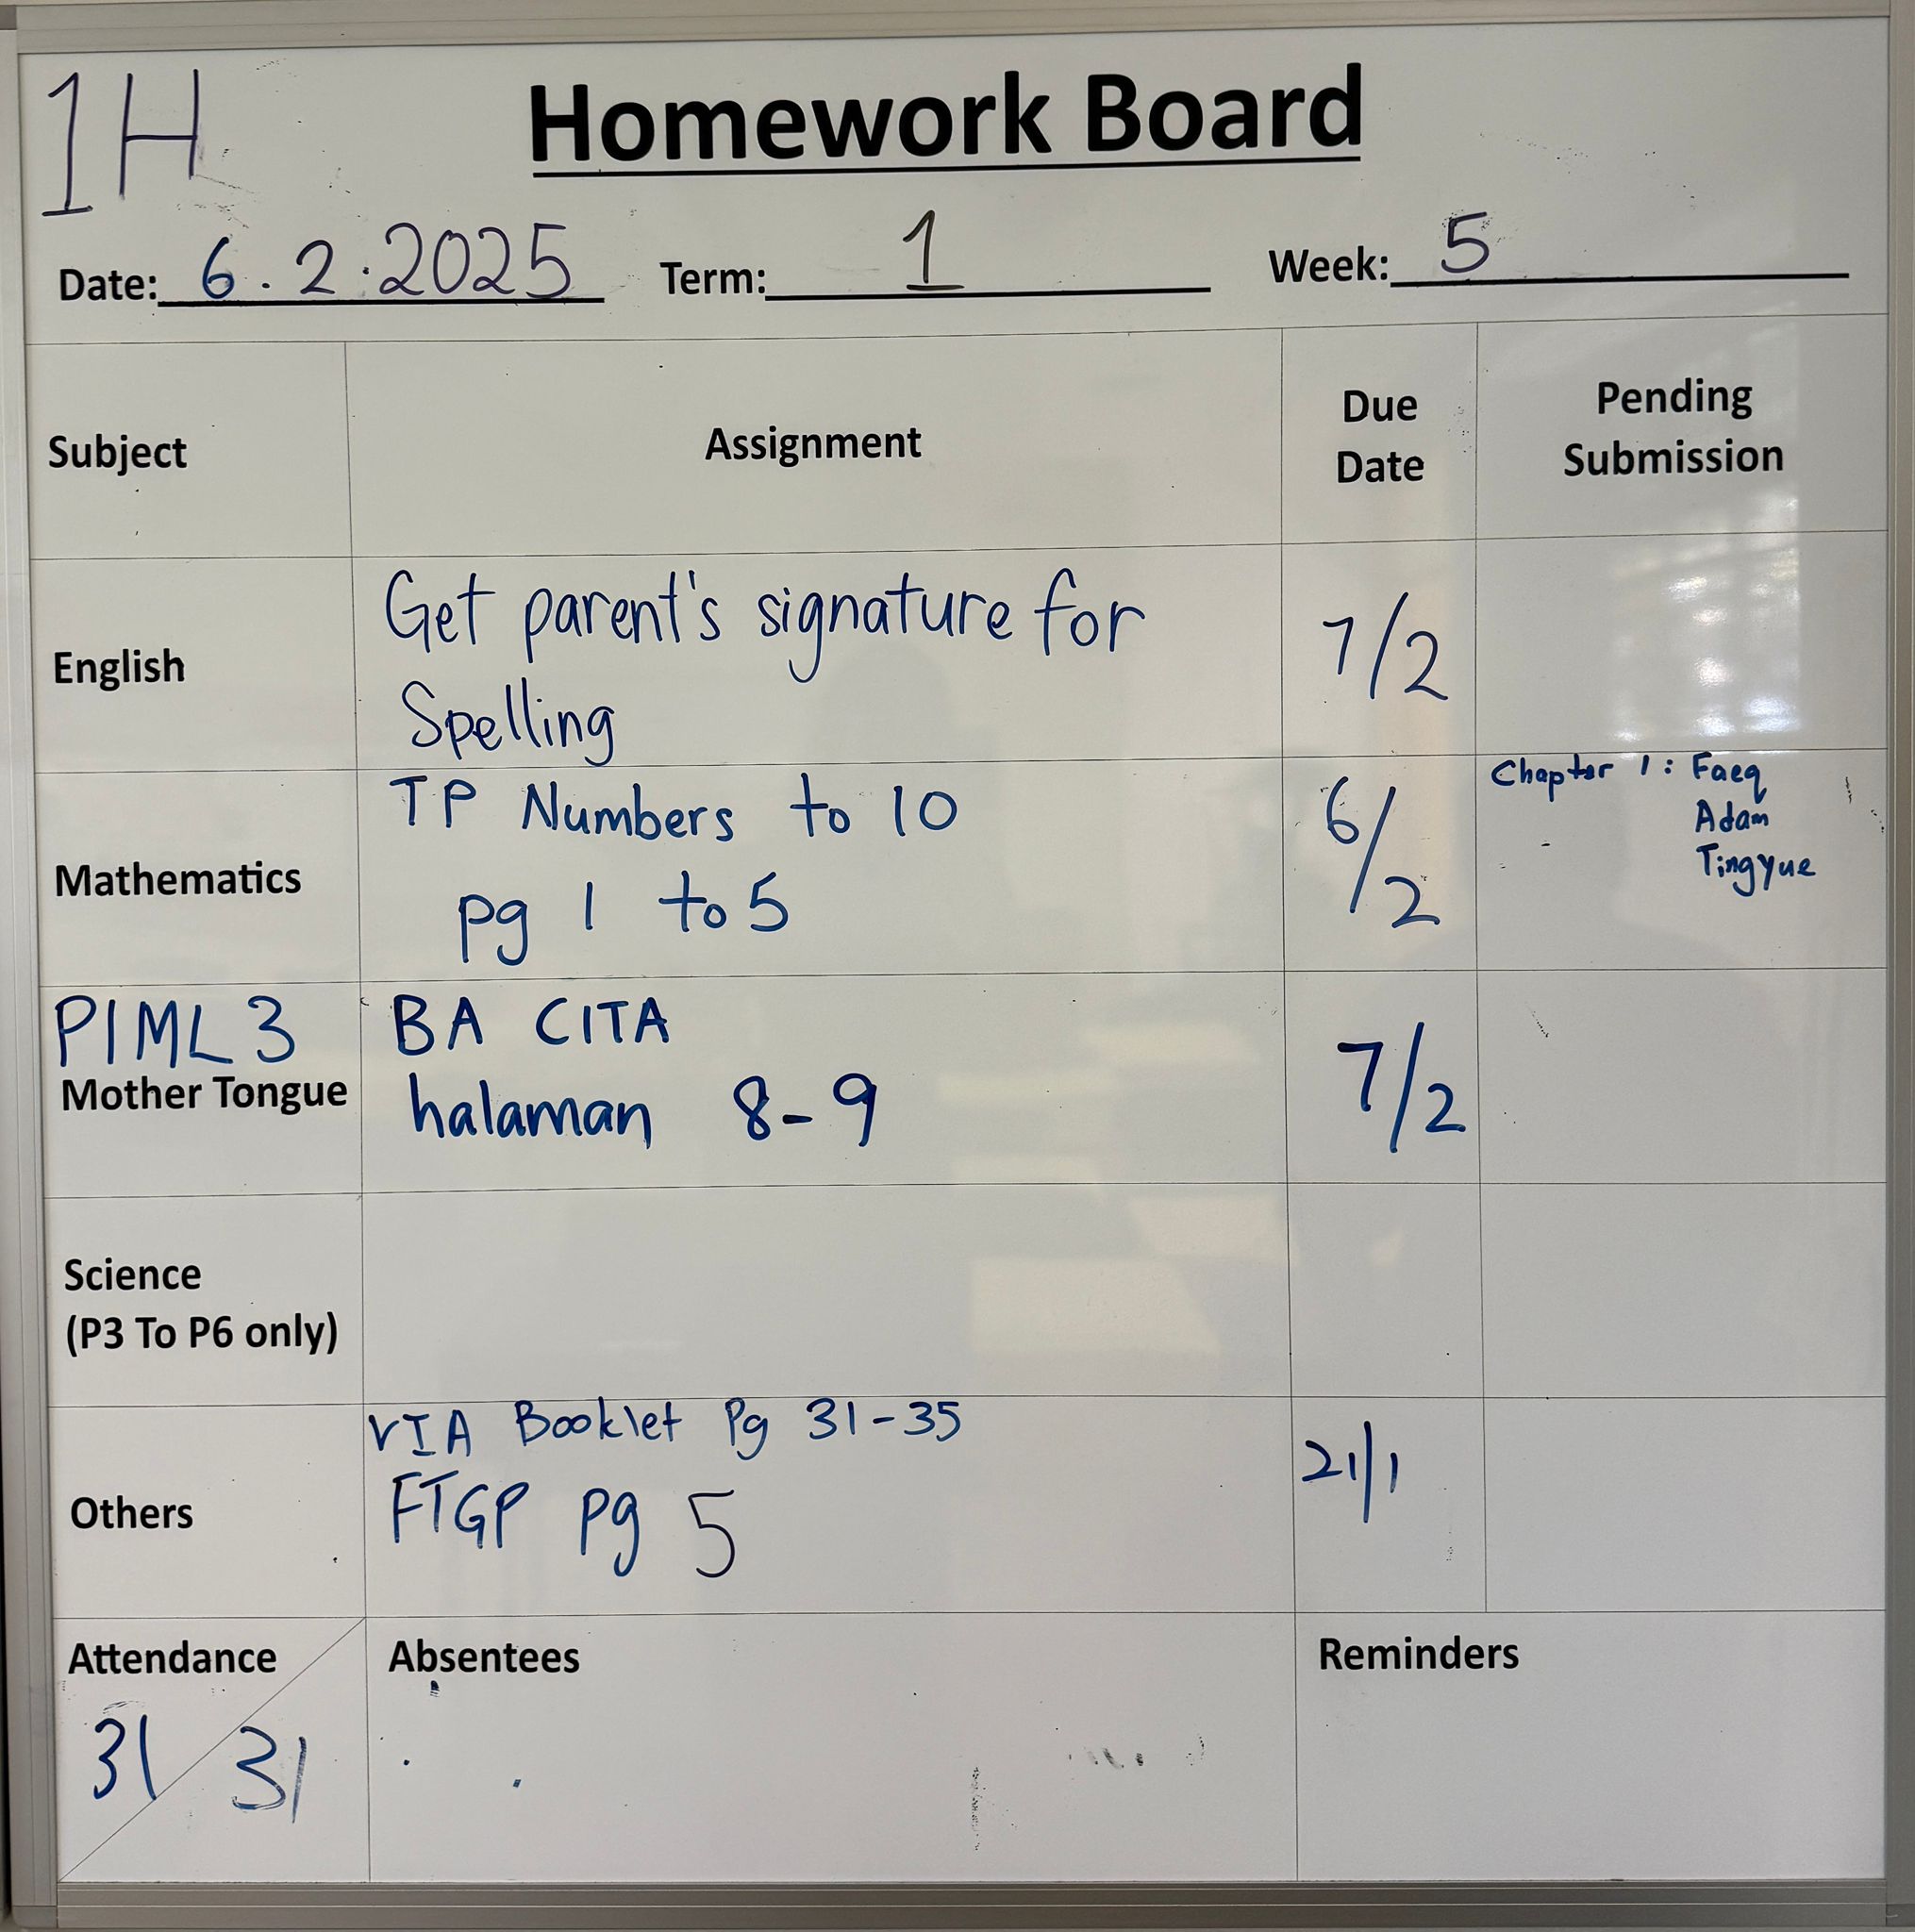 1H
Homework Board
Date: 6.2.2025 Term: 1 Week: 5
Subject Assignment Due Date Pending Submission
English Get parent's signature for Spelling 7/2
Mathematics TP Numbers to 10 pg 1 to 5 6/2 Chapter 1: Faeq
Adam
Tingyue
P1ML3
Mother Tongue BA CITA
halaman 8-9 7/2
Science
(P3 To P6 only)
Others VIA Booklet Pg 31-35 21/1
FTGP pg 5
Attendance Absentees Reminders
31/31